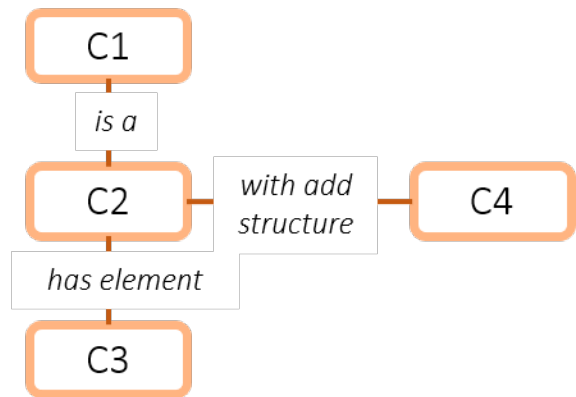 C1
is a
C2
with add
structure
C4
has element
C3